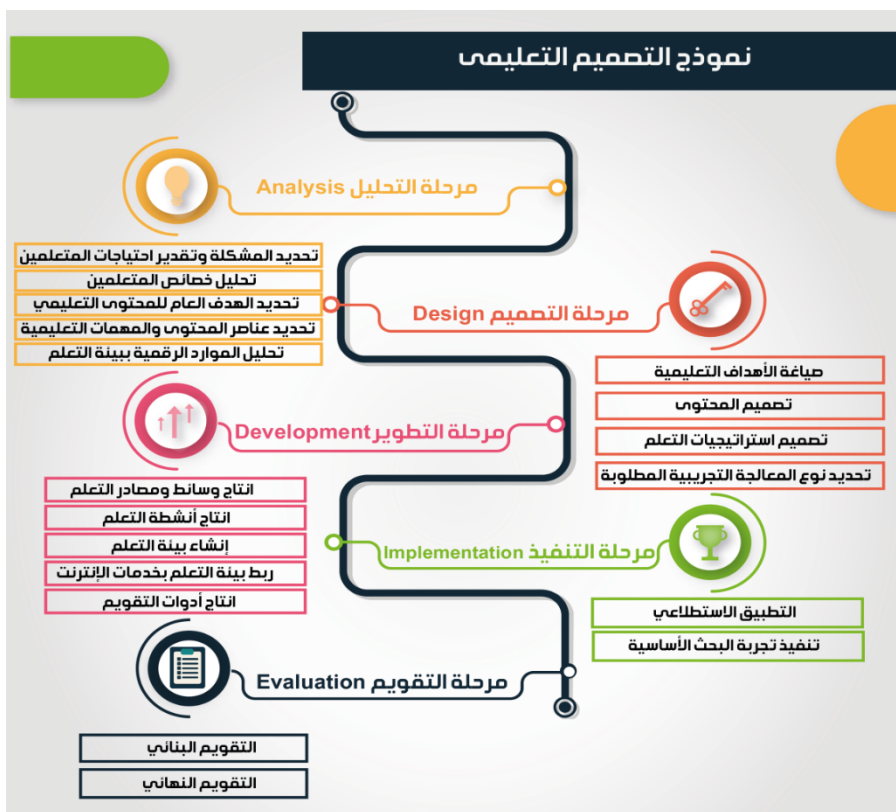 نموذج التصميم التعليمى
مرحلة التحليل Analysis
تحديد المشكلة وتقدير احتياجات المتعلمين
تحليل خصائص المتعلمين
تحديد الهدف العام للمحتوى التعليمي
تحديد عناصر المحتوى والمهمات التعليمية
تحليل الموارد الرقمية ببيئة التعلم
مرحلة التصميم Design
صياغة الأهداف التعليمية
تصميم المحتوى
تصميم استراتيجيات التعلم
تحديد نوع المعالجة التجريبية المطلوبة
مرحلة التطوير Development
انتاج وسائط ومصادر التعلم
انتاج أنشطة التعلم
إنشاء بيئة التعلم
ربط بيئة التعلم بخدمات الإنترنت
انتاج أدوات التقويم
مرحلة التنفيذ Implementation
التطبيق الاستطلاعي
تنفيذ تجربة البحث الأساسية
مرحلة التقويم Evaluation
التقويم البنائي
التقويم النهائي